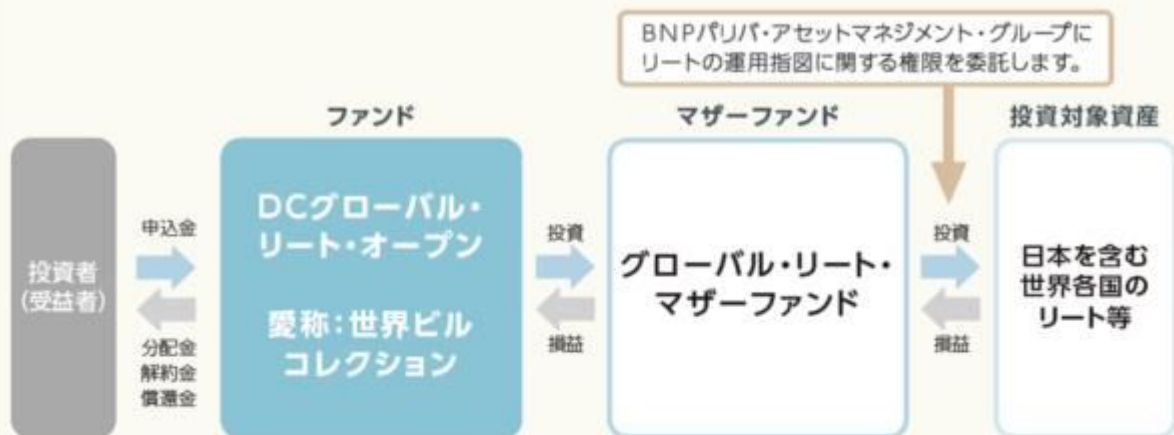 BNPパリバ・アセットマネジメント・グループに
リートの運用指図に関する権限を委託します。
ファンド
マザーファンド
投資対象資産
投資者
(受益者)
申込金
分配金
解約金
償還金
DCグローバル・
リート・オープン
愛称:世界ビル
コレクション
投資
損益
グローバル・リート・
マザーファンド
投資
損益
日本を含む
世界各国の
リート等